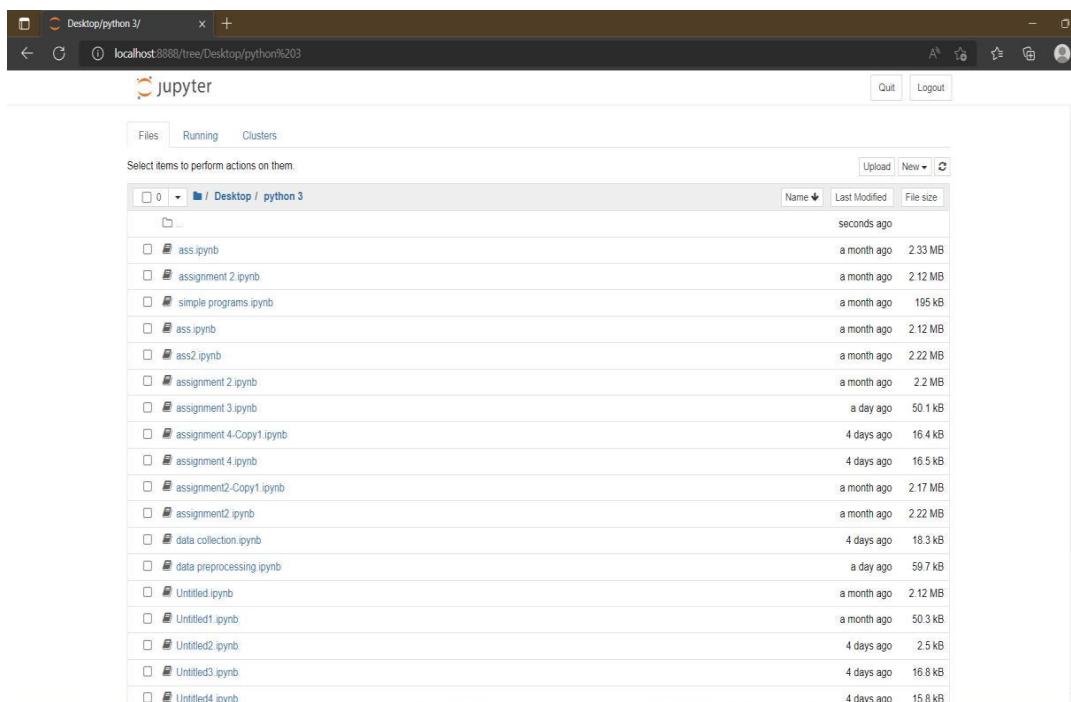 Desktop/python 3/
localhost:8888/tree/Desktop/python%203
jupyter
Quit Logout
Files Running Clusters
Select items to perform actions on them.
Upload New
0 / Desktop / python 3 Name Last Modified File size
.. seconds ago
ass.ipynb a month ago 2.33 MB
assignment 2.ipynb a month ago 2.12 MB
simple programs.ipynb a month ago 195 kB
ass.ipynb a month ago 2.12 MB
ass2.ipynb a month ago 2.22 MB
assignment 2.ipynb a month ago 2.2 MB
assignment 3.ipynb a day ago 50.1 kB
assignment 4-Copy1.ipynb 4 days ago 16.4 kB
assignment 4.ipynb 4 days ago 16.5 kB
assignment2-Copy1.ipynb a month ago 2.17 MB
assignment2.ipynb a month ago 2.22 MB
data collection.ipynb 4 days ago 18.3 kB
data preprocessing.ipynb a day ago 59.7 kB
Untitled.ipynb a month ago 2.12 MB
Untitled1.ipynb a month ago 50.3 kB
Untitled2.ipynb 4 days ago 2.5 kB
Untitled3.ipynb 4 days ago 16.8 kB
Untitled4.ipynb 4 days ago 15.8 kB